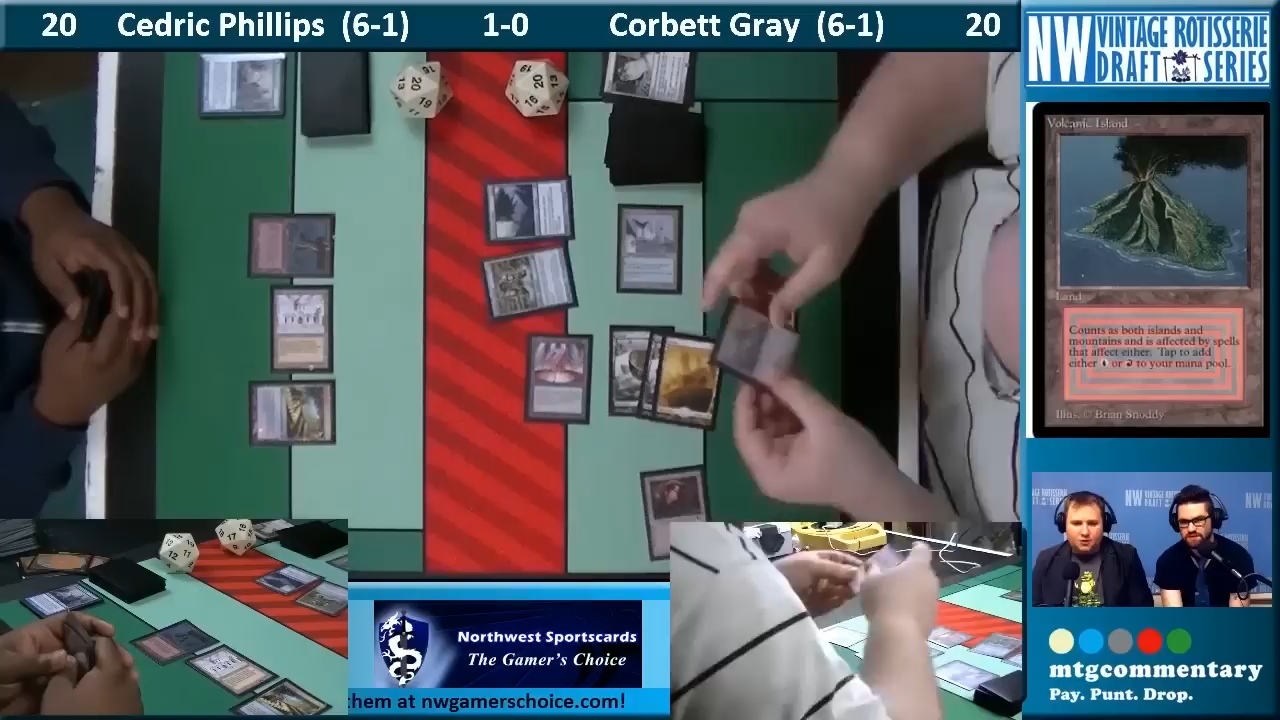 20 Cedric Phillips (6-1) 1-0 Corbett Gray (6-1) 20
NW VINTAGE ROTISSERIE
DRAFT SERIES
Volcanic Island
Land
Counts as both islands and
mountains and is affected by spells
that affect either. Tap to add
either or to your mana pool.
Illus. © Brian Snoddy
Northwest Sportscards
The Gamer's Choice
them at nwgamerschoice.com!
mtgcommentary
Pay. Punt. Drop.